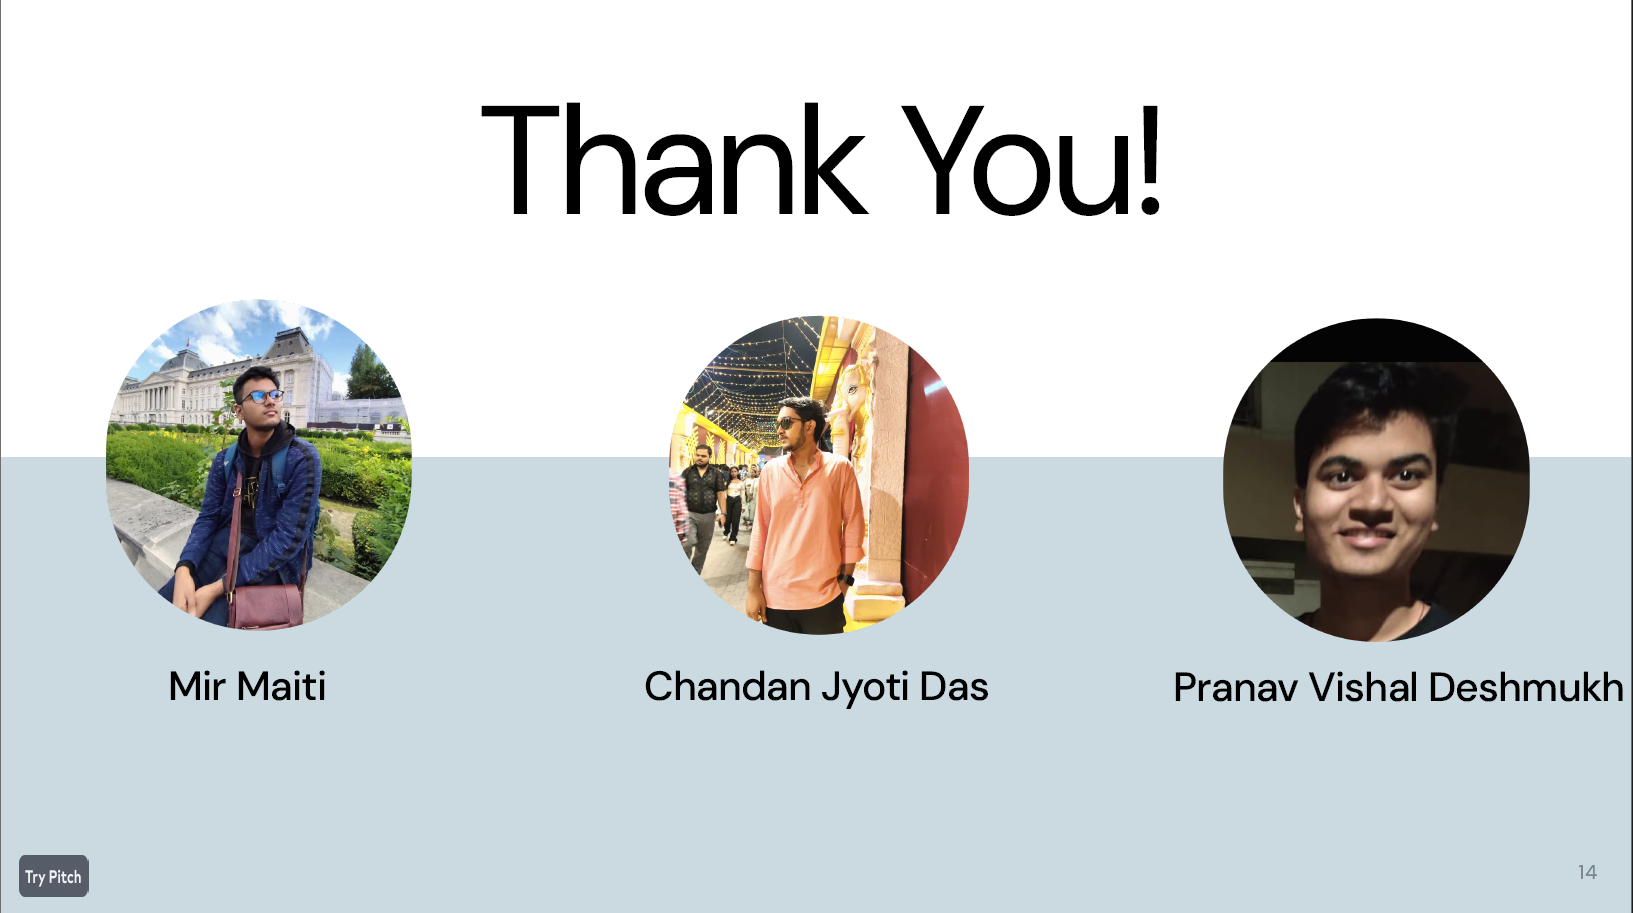 Thank You!
Mir Maiti
Chandan Jyoti Das
Pranav Vishal Deshmukh
Try Pitch
14